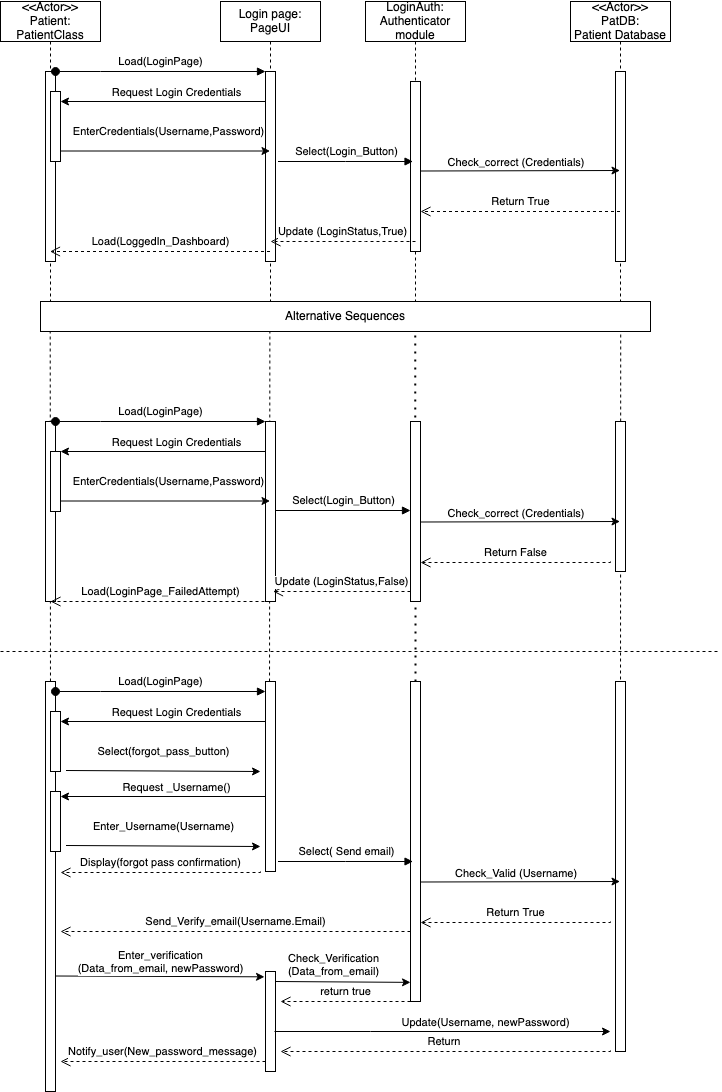 <<Actor>>
Patient:
PatientClass
Login page:
PageUI
LoginAuth:
Authenticator
module
<<Actor>>
PatDB:
Patient Database
Load(LoginPage)
Request Login Credentials
EnterCredentials(Username,Password)
Select(Login_Button)
Check_correct (Credentials)
Return True
Update (LoginStatus,True)
Load(LoggedIn_Dashboard)
Alternative Sequences
Load(LoginPage)
Request Login Credentials
EnterCredentials(Username,Password)
Select(Login_Button)
Check_correct (Credentials)
Return False
Update (LoginStatus,False)
Load(LoginPage_FailedAttempt)
Load(LoginPage)
Request Login Credentials
Select(forgot_pass_button)
Request _Username()
Enter_Username(Username)
Select( Send email)
Display(forgot pass confirmation)
Check_Valid (Username)
Return True
Send_Verify_email(Username.Email)
Enter_verification
(Data_from_email, newPassword)
Check_Verification
(Data_from_email)
return true
Update(Username, newPassword)
Return
Notify_user(New_password_message)